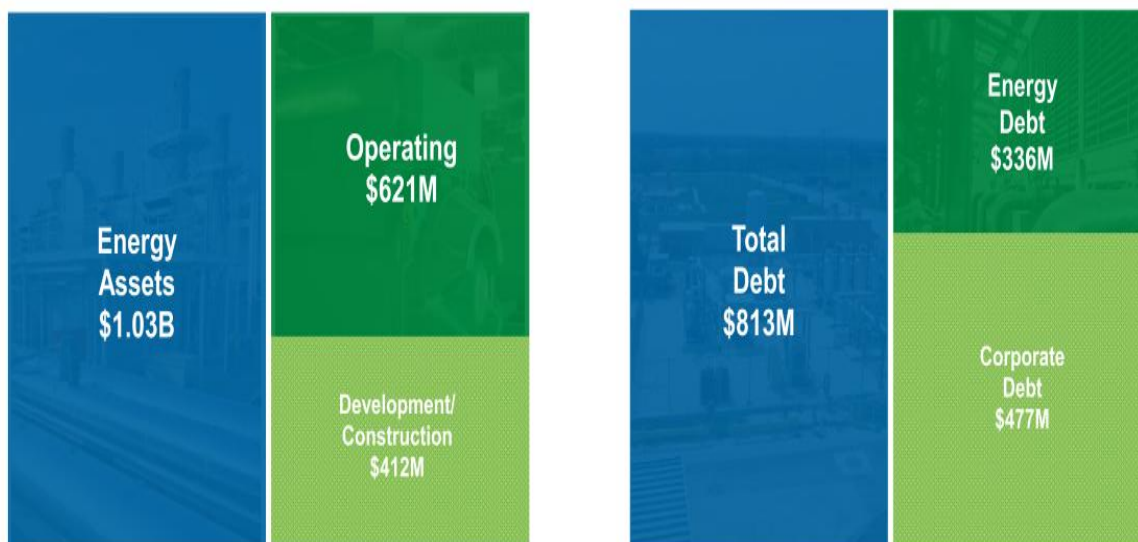 Energy
Assets
$1.03B
Operating
$621M
Development/
Construction
$412M
Total
Debt
$813M
Energy
Debt
$336M
Corporate
Debt
$477M